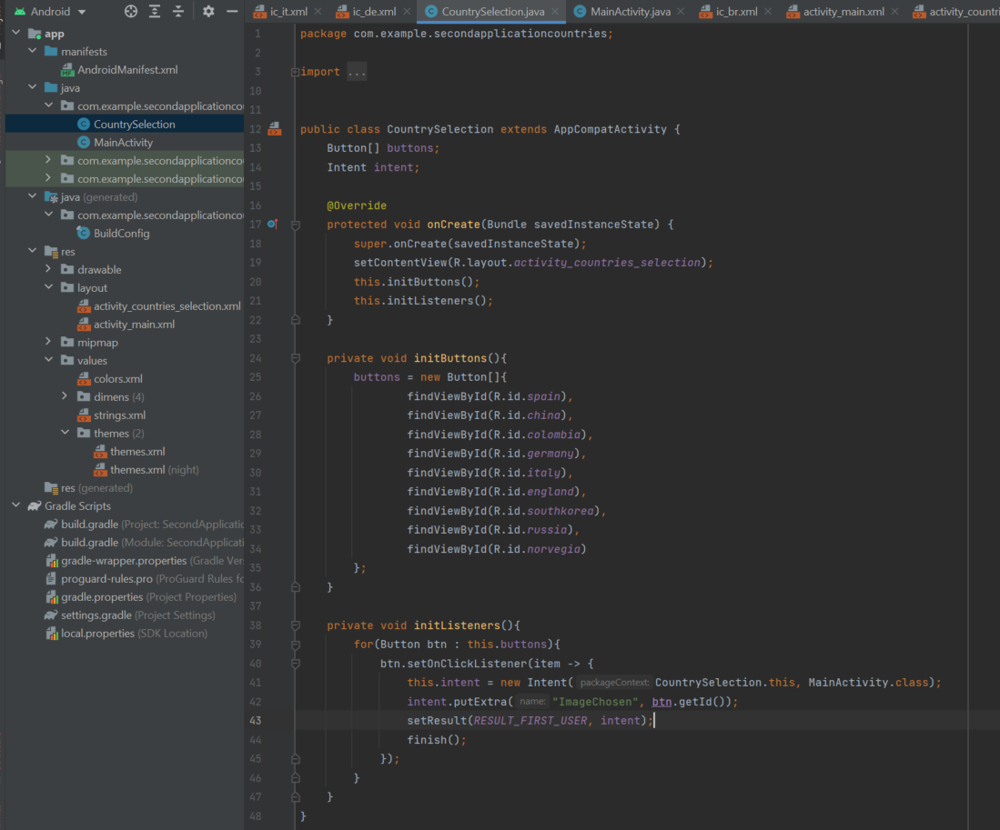 Android
ic_it.xml
ic_de.xml
CountrySelection.java
MainActivity.java
ic_br.xml
activity_main.xml
activity_countri
app
manifests
AndroidManifest.xml
java
com.example.secondapplicationcou
CountrySelection
MainActivity
com.example.secondapplicationcou
com.example.secondapplicationcou
java (generated)
com.example.secondapplicationcou
BuildConfig
res
drawable
layout
activity_countries_selection.xml
activity_main.xml
mipmap
values
colors.xml
dimens (4)
strings.xml
themes (2)
themes.xml
themes.xml (night)
res (generated)
Gradle Scripts
build.gradle (Project: SecondApplicatio
build.gradle (Module: SecondApplicati
gradle-wrapper.properties (Gradle Ver
proguard-rules.pro (ProGuard Rules fo
gradle.properties (Project Properties)
settings.gradle (Project Settings)
local.properties (SDK Location)
1 package com.example.secondapplicationcountries;
2
3 import ...
10
11
12 public class CountrySelection extends AppCompatActivity {
13 Button[] buttons;
14 Intent intent;
15
16 @Override
17 protected void onCreate(Bundle savedInstanceState) {
18 super.onCreate(savedInstanceState);
19 setContentView(R.layout.activity_countries_selection);
20 this.initButtons();
21 this.initListeners();
22 }
23
24 private void initButtons(){
25 buttons = new Button[]{
26 findViewById(R.id.spain),
27 findViewById(R.id.china),
28 findViewById(R.id.colombia),
29 findViewById(R.id.germany),
30 findViewById(R.id.italy),
31 findViewById(R.id.england),
32 findViewById(R.id.southkorea),
33 findViewById(R.id.russia),
34 findViewById(R.id.norvegia)
35 };
36 }
37
38 private void initListeners(){
39 for(Button btn : this.buttons){
40 btn.setOnClickListener(item -> {
41 this.intent = new Intent( packageContext: CountrySelection.this, MainActivity.class);
42 intent.putExtra( name: "ImageChosen", btn.getId());
43 setResult(RESULT_FIRST_USER, intent);
44 finish();
45 });
46 }
47 }
48 }